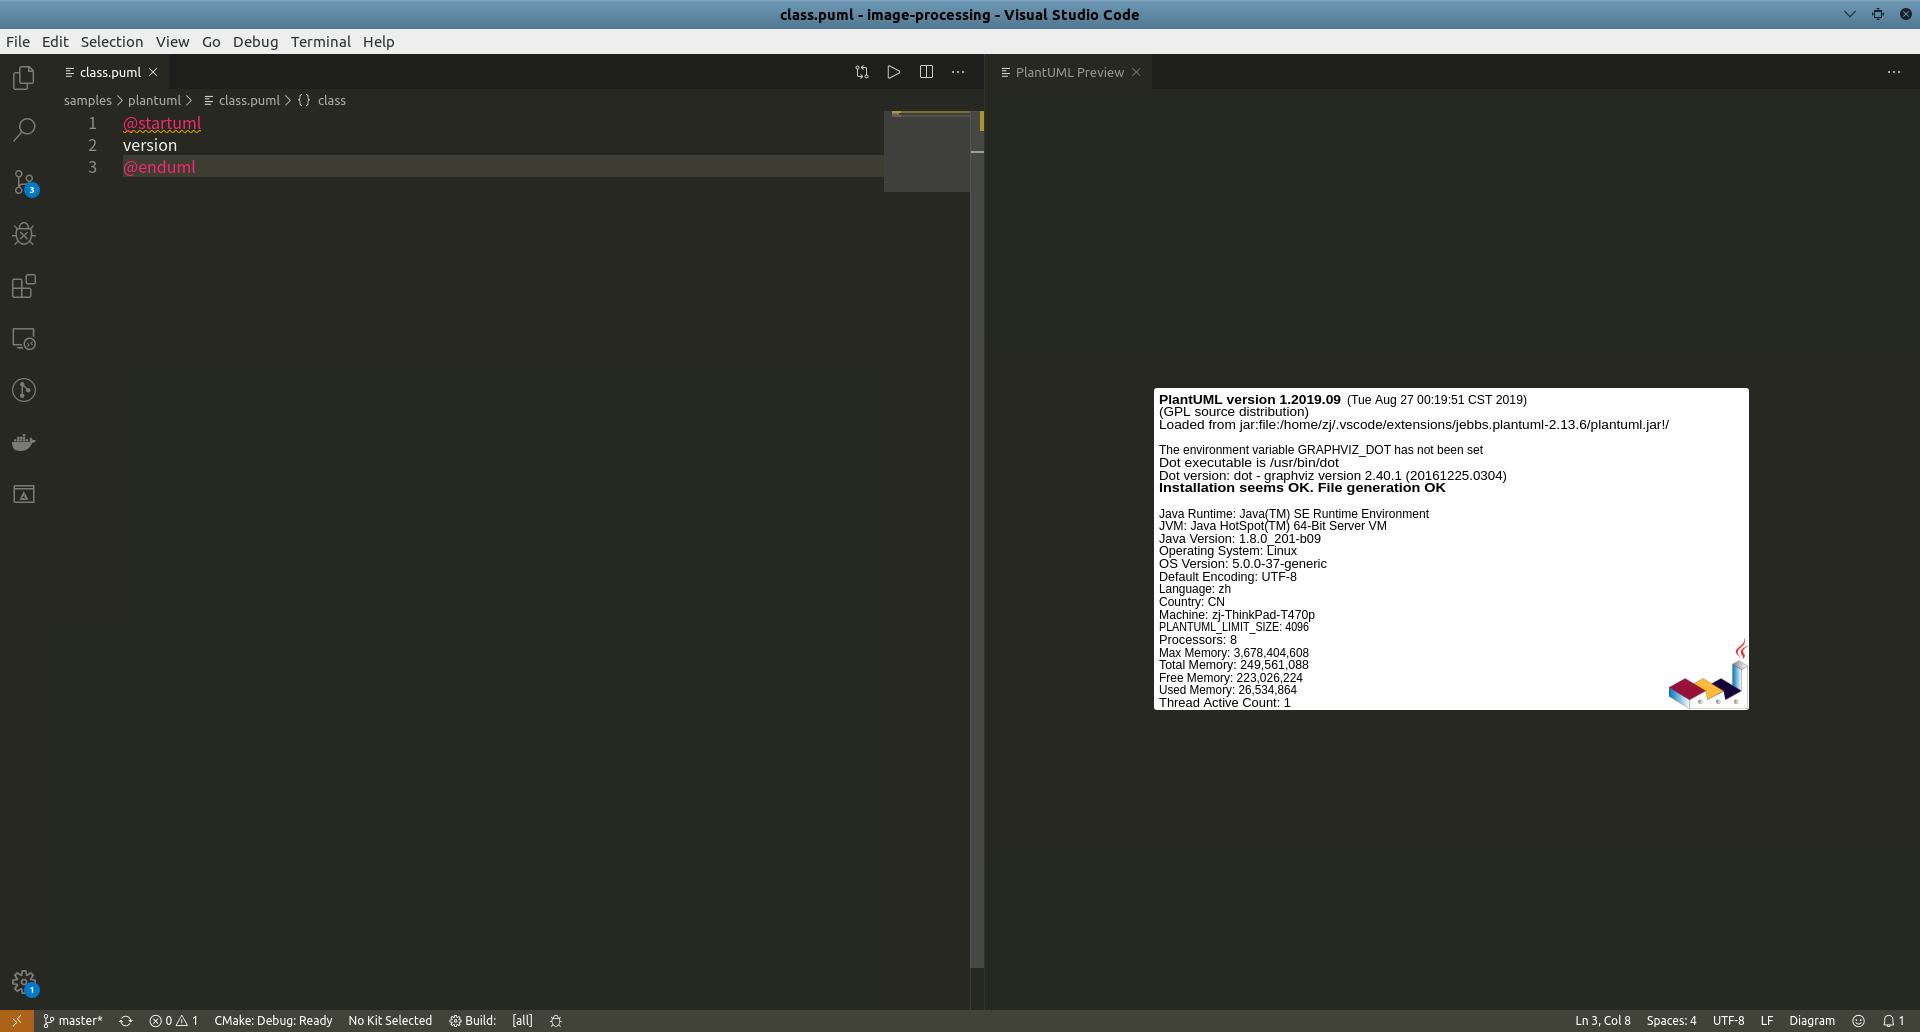 class.puml - image-processing - Visual Studio Code
File Edit Selection View Go Debug Terminal Help
class.puml
PlantUML Preview
samples > plantuml > class.puml > {} class
1 @startuml
2 version
3 @enduml
PlantUML version 1.2019.09 (Tue Aug 27 00:19:51 CST 2019)
(GPL source distribution)
Loaded from jar:file:/home/zj/.vscode/extensions/jebbs.plantuml-2.13.6/plantuml.jar!/
The environment variable GRAPHVIZ_DOT has not been set
Dot executable is /usr/bin/dot
Dot version: dot - graphviz version 2.40.1 (20161225.0304)
Installation seems OK. File generation OK
Java Runtime: Java(TM) SE Runtime Environment
JVM: Java HotSpot(TM) 64-Bit Server VM
Java Version: 1.8.0_201-b09
Operating System: Linux
OS Version: 5.0.0-37-generic
Default Encoding: UTF-8
Language: zh
Country: CN
Machine: zj-ThinkPad-T470p
PLANTUML_LIMIT_SIZE: 4096
Processors: 8
Max Memory: 3,678,404,608
Total Memory: 249,561,088
Free Memory: 223,026,224
Used Memory: 26,534,864
Thread Active Count: 1
3
1
master* 0 1 CMake: Debug: Ready No Kit Selected Build: [all] Ln 3, Col 8 Spaces: 4 UTF-8 LF Diagram 1